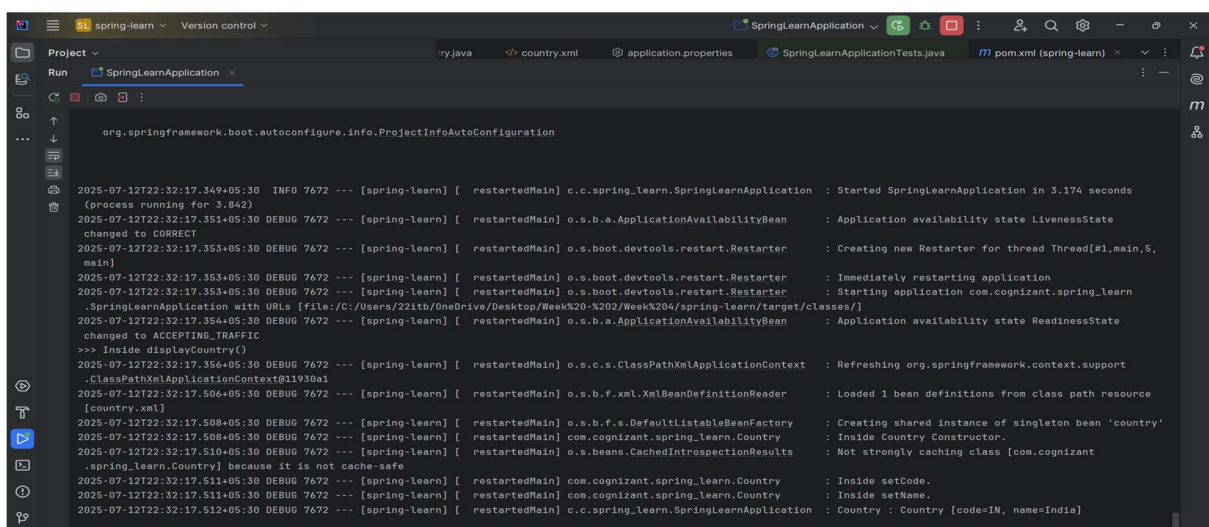 SL spring-learn Version control SpringLearnApplication
Project try.java country.xml application.properties SpringLearnApplicationTests.java m pom.xml (spring-learn)
Run SpringLearnApplication
org.springframework.boot.autoconfigure.info.ProjectInfoAutoConfiguration
2025-07-12T22:32:17.349+05:30  INFO 7672 --- [spring-learn] [  restartedMain] c.c.spring_learn.SpringLearnApplication  : Started SpringLearnApplication in 3.174 seconds
(process running for 3.842)
2025-07-12T22:32:17.351+05:30 DEBUG 7672 --- [spring-learn] [  restartedMain] o.s.b.a.ApplicationAvailabilityBean      : Application availability state LivenessState
changed to CORRECT
2025-07-12T22:32:17.353+05:30 DEBUG 7672 --- [spring-learn] [  restartedMain] o.s.boot.devtools.restart.Restarter      : Creating new Restarter for thread Thread[#1,main,5,
main]
2025-07-12T22:32:17.353+05:30 DEBUG 7672 --- [spring-learn] [  restartedMain] o.s.boot.devtools.restart.Restarter      : Immediately restarting application
2025-07-12T22:32:17.353+05:30 DEBUG 7672 --- [spring-learn] [  restartedMain] o.s.boot.devtools.restart.Restarter      : Starting application com.cognizant.spring_learn
.SpringLearnApplication with URLs [file:/C:/Users/22itb/OneDrive/Desktop/Week%20-%202/Week%204/spring-learn/target/classes/]
2025-07-12T22:32:17.354+05:30 DEBUG 7672 --- [spring-learn] [  restartedMain] o.s.b.a.ApplicationAvailabilityBean      : Application availability state ReadinessState
changed to ACCEPTING_TRAFFIC
>>> Inside displayCountry()
2025-07-12T22:32:17.356+05:30 DEBUG 7672 --- [spring-learn] [  restartedMain] o.s.c.s.ClassPathXmlApplicationContext   : Refreshing org.springframework.context.support
.ClassPathXmlApplicationContext@11930a1
2025-07-12T22:32:17.506+05:30 DEBUG 7672 --- [spring-learn] [  restartedMain] o.s.b.f.xml.XmlBeanDefinitionReader      : Loaded 1 bean definitions from class path resource
[country.xml]
2025-07-12T22:32:17.508+05:30 DEBUG 7672 --- [spring-learn] [  restartedMain] o.s.b.f.s.DefaultListableBeanFactory     : Creating shared instance of singleton bean 'country'
2025-07-12T22:32:17.508+05:30 DEBUG 7672 --- [spring-learn] [  restartedMain] com.cognizant.spring_learn.Country       : Inside Country Constructor.
2025-07-12T22:32:17.510+05:30 DEBUG 7672 --- [spring-learn] [  restartedMain] o.s.beans.CachedIntrospectionResults     : Not strongly caching class [com.cognizant
.spring_learn.Country] because it is not cache-safe
2025-07-12T22:32:17.511+05:30 DEBUG 7672 --- [spring-learn] [  restartedMain] com.cognizant.spring_learn.Country       : Inside setCode.
2025-07-12T22:32:17.511+05:30 DEBUG 7672 --- [spring-learn] [  restartedMain] com.cognizant.spring_learn.Country       : Inside setName.
2025-07-12T22:32:17.512+05:30 DEBUG 7672 --- [spring-learn] [  restartedMain] c.c.spring_learn.SpringLearnApplication  : Country : Country [code=IN, name=India]